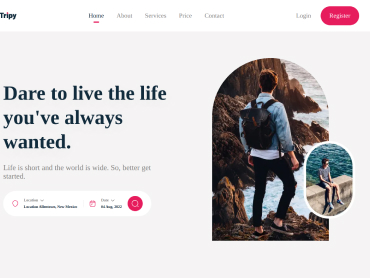 Tripy
Home About Services Price Contact Login Register
Dare to live the life
you've always
wanted.
Life is short and the world is wide. So, better get
started.
Location Date
Location Bilmonas, New Mexico 04 Aug, 2022